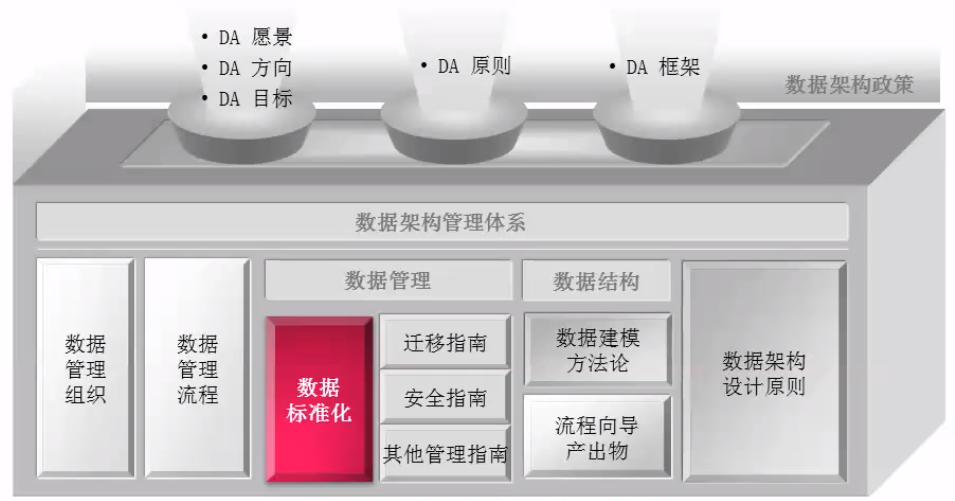 • DA 愿景
• DA 方向
• DA 目标
• DA 原则
• DA 框架
数据架构政策
数据架构管理体系
数据
管理
组织
数据
管理
流程
数据管理
数据
标准化
迁移指南
安全指南
其他管理指南
数据结构
数据建模
方法论
流程向导
产出物
数据架构
设计原则